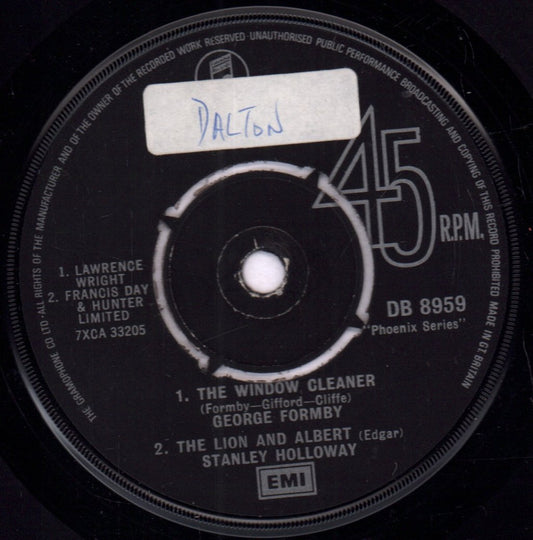 THE GRAMOPHONE CO LTD·ALL RIGHTS OF THE MANUFACTURER AND OF THE OWNER OF THE RECORDED WORK RESERVED·UNAUTHORISED PUBLIC PERFORMANCE BROADCASTING AND COPYING OF THIS RECORD PROHIBITED MADE IN GT. BRITAIN
DALTON
45
R.P.M.
1. LAWRENCE
WRIGHT
2. FRANCIS DAY
& HUNTER
LIMITED
7XCA 33205
DB 8959
"Phoenix Series"
1. THE WINDOW CLEANER
(Formby—Gifford—Cliffe)
GEORGE FORMBY
2. THE LION AND ALBERT (Edgar)
STANLEY HOLLOWAY
EMI